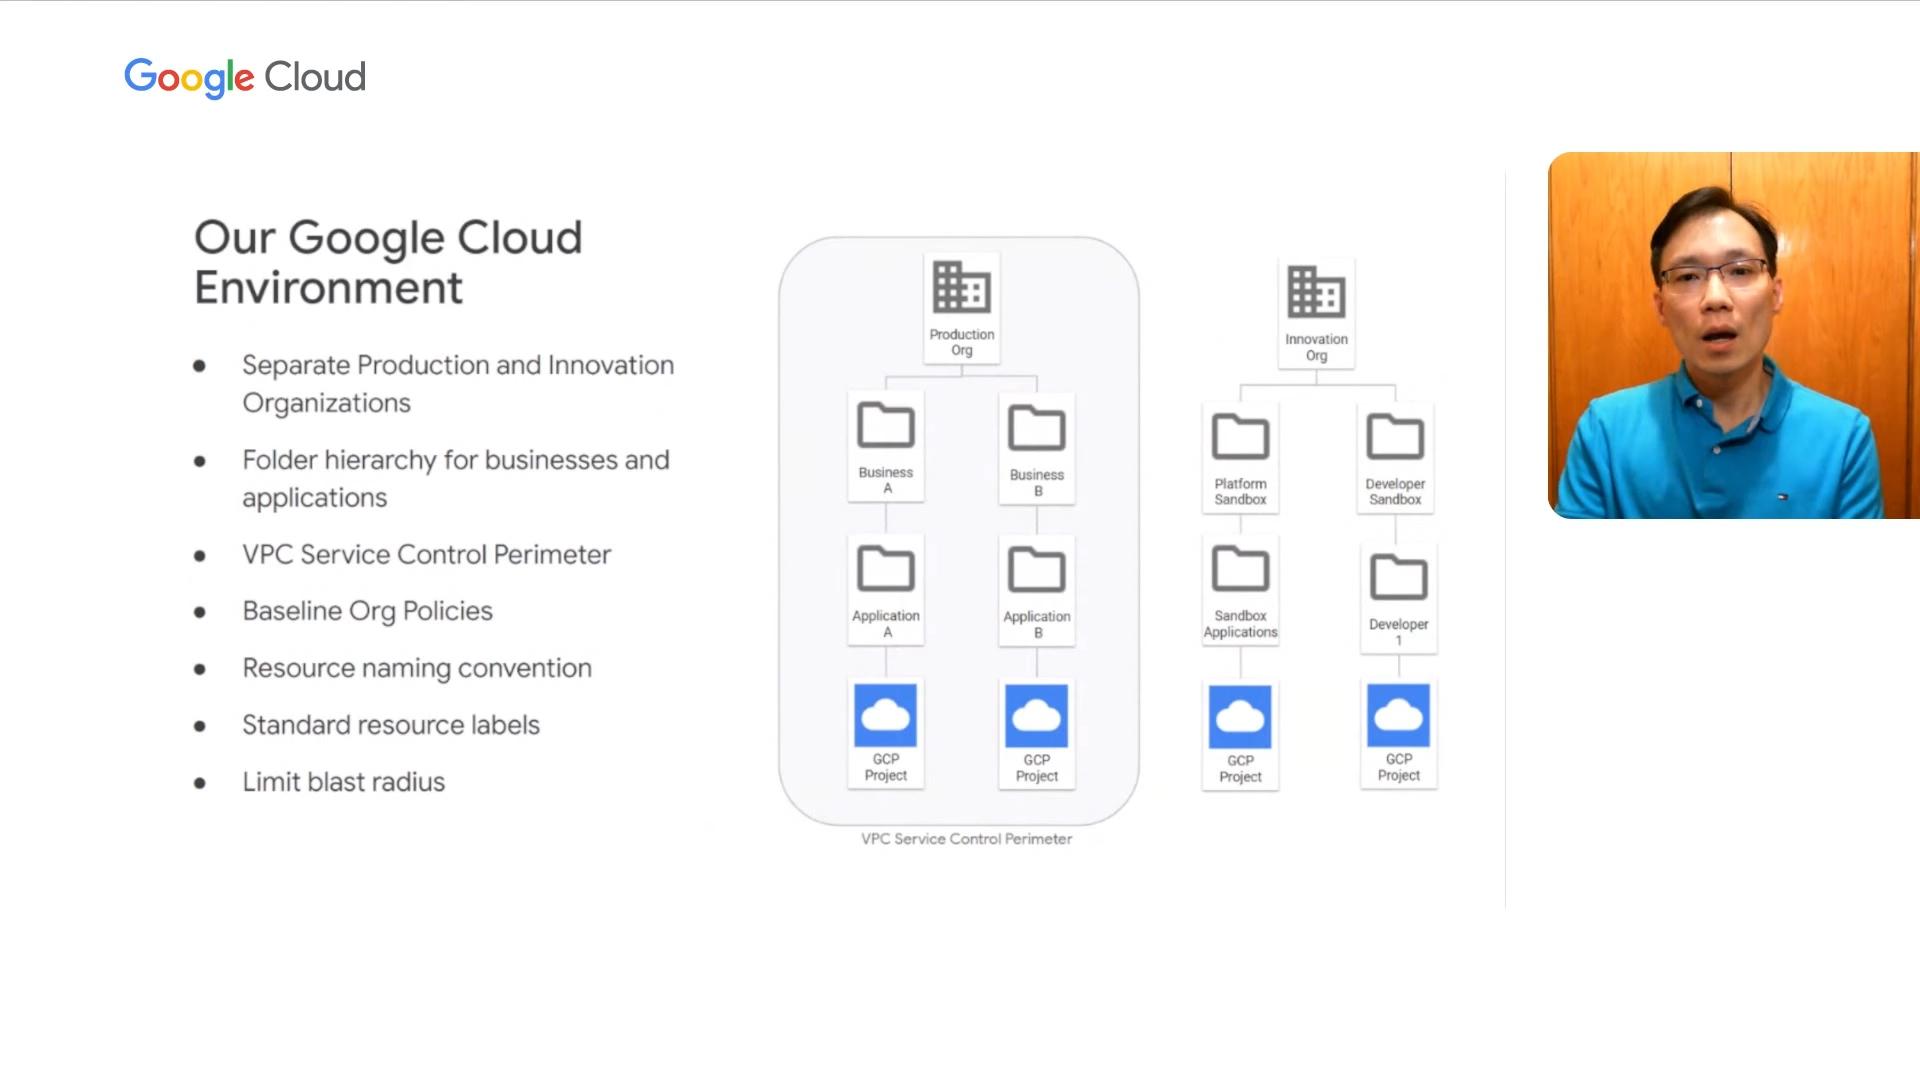 Google Cloud
Our Google Cloud
Environment
● Separate Production and Innovation
Organizations
● Folder hierarchy for businesses and
applications
● VPC Service Control Perimeter
● Baseline Org Policies
● Resource naming convention
● Standard resource labels
● Limit blast radius
Production
Org
Business
A
Business
B
Application
A
Application
B
GCP
Project
GCP
Project
VPC Service Control Perimeter
Innovation
Org
Platform
Sandbox
Developer
Sandbox
Sandbox
Applications
Developer
1
GCP
Project
GCP
Project